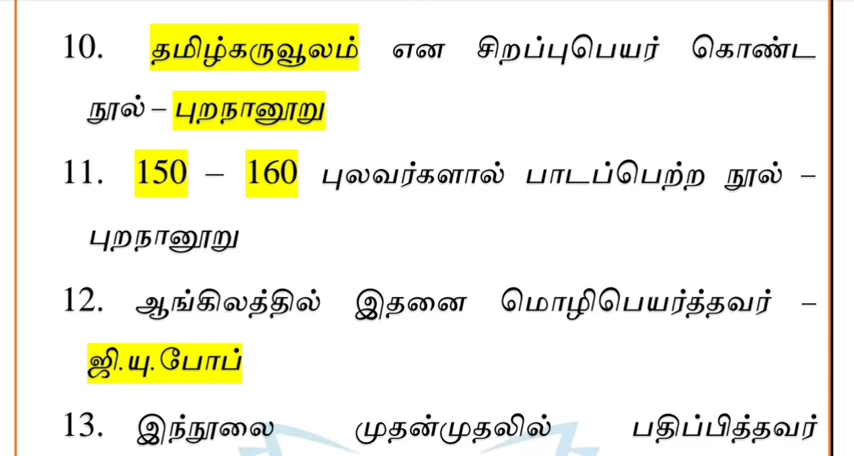 10. தமிழ்கருவூலம் என சிறப்புபெயர் கொண்ட
நூல் – புறநானூறு
11. 150 – 160 புலவர்களால் பாடப்பெற்ற நூல் –
புறநானூறு
12. ஆங்கிலத்தில் இதனை மொழிபெயர்த்தவர் –
ஜி.யு.போப்
13. இந்நூலை முதன்முதலில் பதிப்பித்தவர்